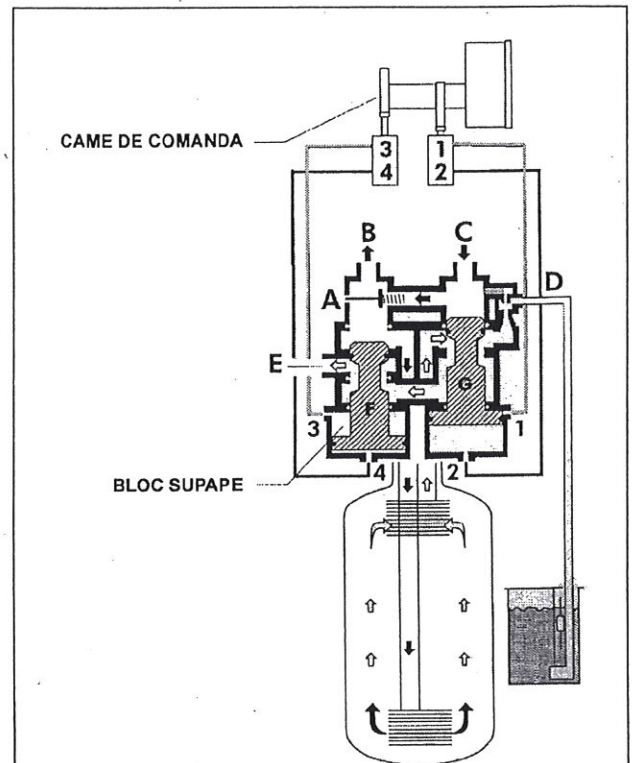 CAME DE COMANDA
3 1
4 2
B C
A D
E
G
F
3 1
BLOC SUPAPE
4 2